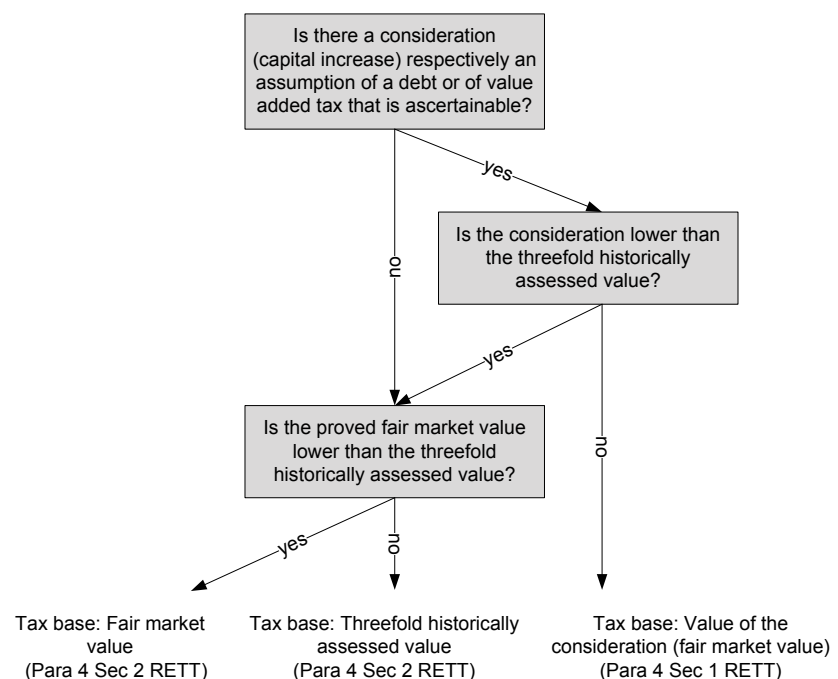 Is there a consideration
(capital increase) respectively an
assumption of a debt or of value
added tax that is ascertainable?
yes
no
Is the consideration lower than
the threefold historically
assessed value?
yes
no
Is the proved fair market value
lower than the threefold
historically assessed value?
yes
no
Tax base: Fair market
value
(Para 4 Sec 2 RETT)
Tax base: Threefold historically
assessed value
(Para 4 Sec 2 RETT)
Tax base: Value of the
consideration (fair market value)
(Para 4 Sec 1 RETT)